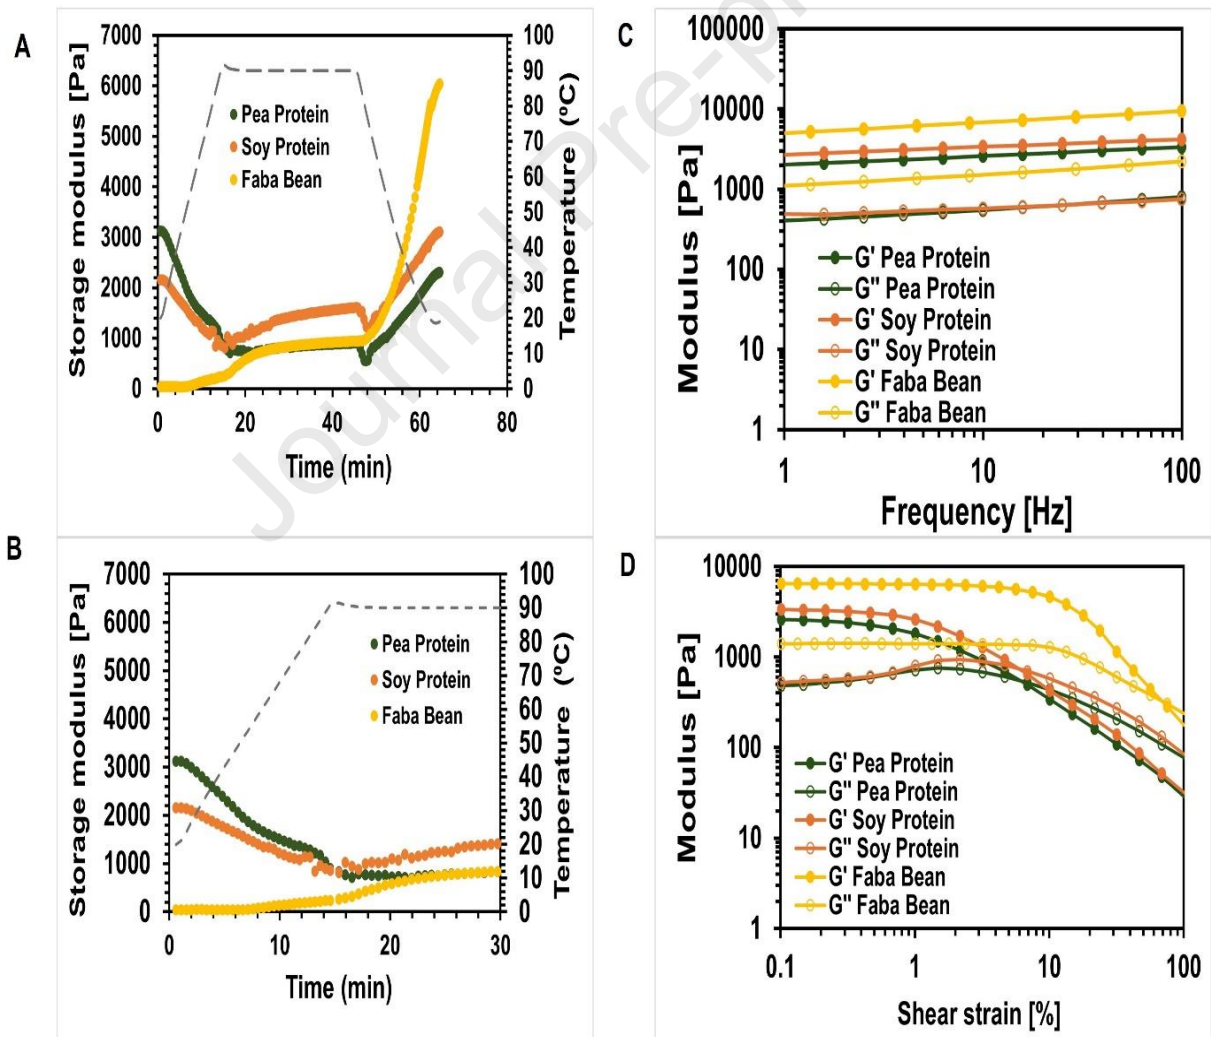 A
Storage modulus [Pa]
7000
6000
5000
4000
3000
2000
1000
0
Pea Protein
Soy Protein
Faba Bean
100
90
80
70
60
50
40
30
20
10
0
Temperature (ºC)
0 20 40 60 80
Time (min)
B
Storage modulus [Pa]
7000
6000
5000
4000
3000
2000
1000
0
Pea Protein
Soy Protein
Faba Bean
100
90
80
70
60
50
40
30
20
10
0
Temperature (ºC)
0 10 20 30
Time (min)
C
Modulus [Pa]
100000
10000
1000
100
10
1
G' Pea Protein
G" Pea Protein
G' Soy Protein
G" Soy Protein
G' Faba Bean
G" Faba Bean
1 10 100
Frequency [Hz]
D
Modulus [Pa]
10000
1000
100
10
1
G' Pea Protein
G" Pea Protein
G' Soy Protein
G" Soy Protein
G' Faba Bean
G" Faba Bean
0.1 1 10 100
Shear strain [%]
Journal Pre-p